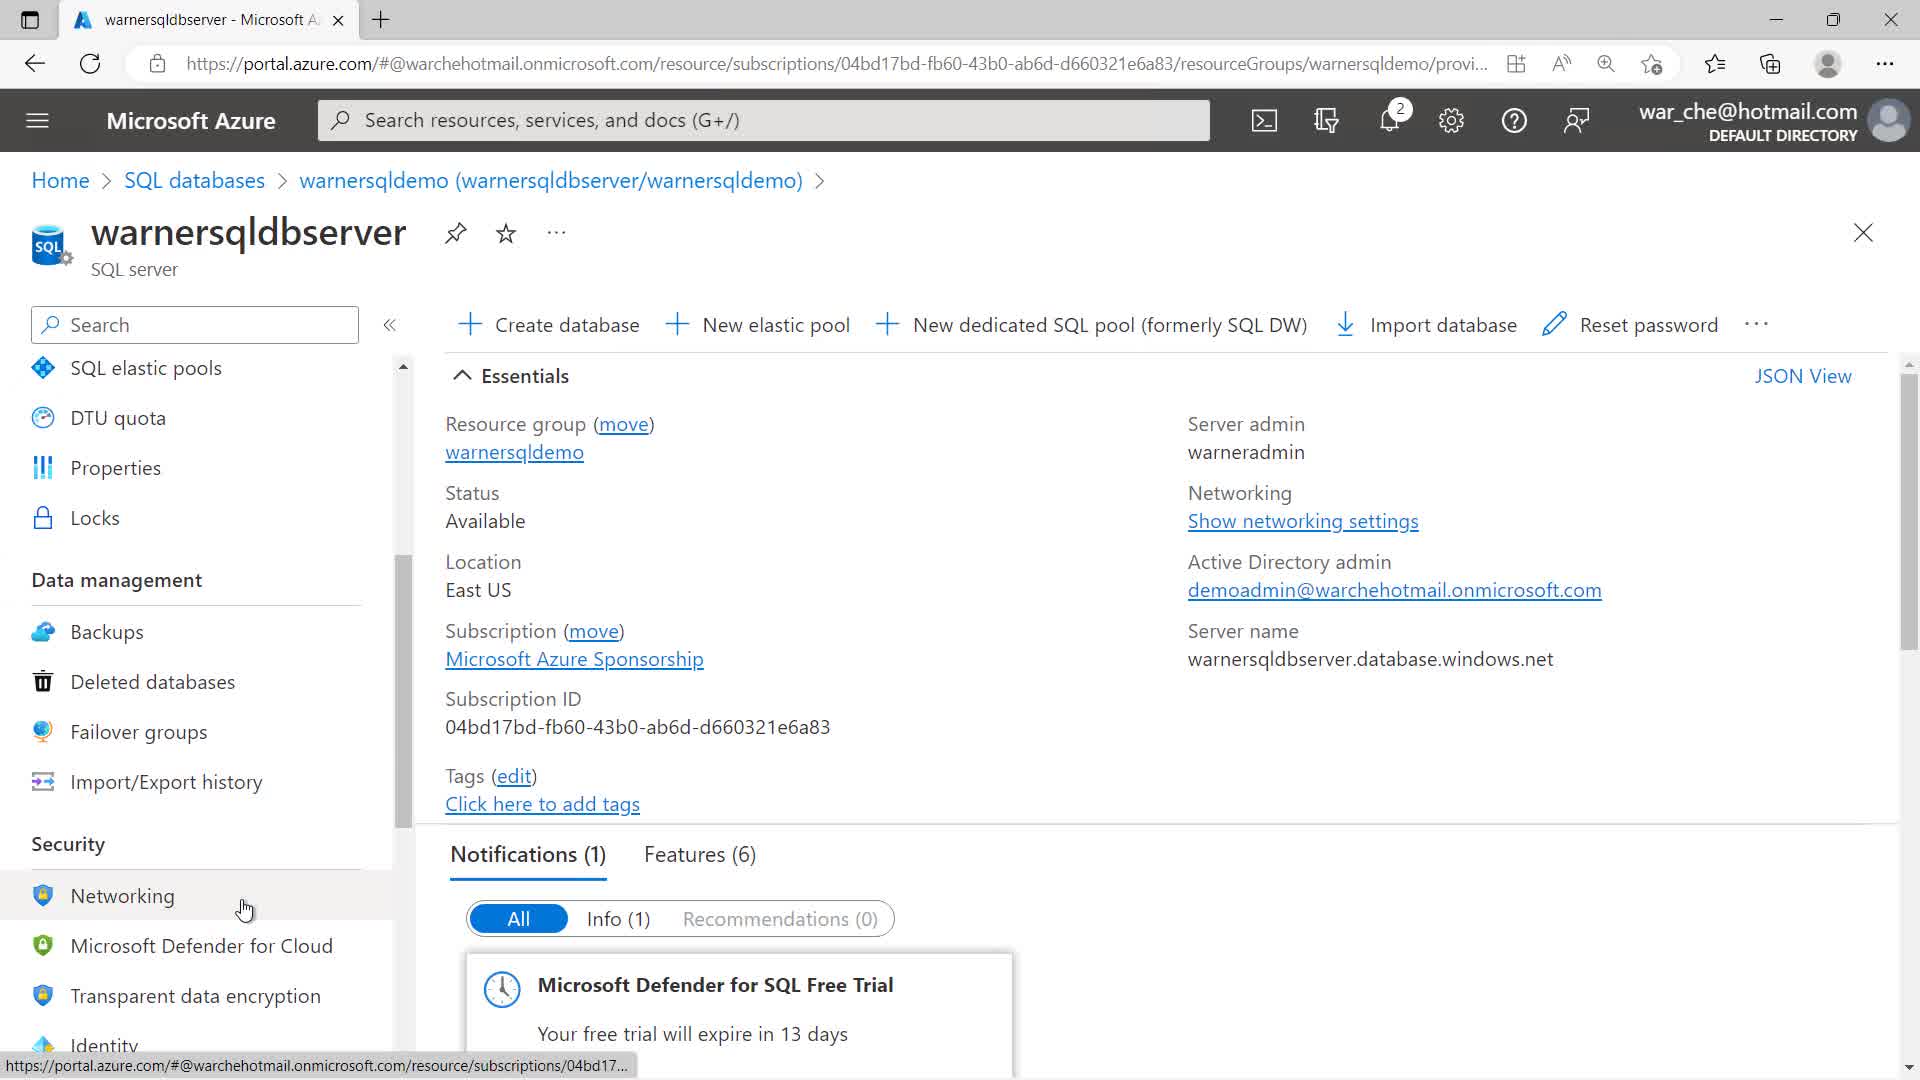 warnersqldbserver - Microsoft A
https://portal.azure.com/#@warchehotmail.onmicrosoft.com/resource/subscriptions/04bd17bd-fb60-43b0-ab6d-d660321e6a83/resourceGroups/warnersqldemo/provi...
Microsoft Azure
Search resources, services, and docs (G+/)
2
war_che@hotmail.com
DEFAULT DIRECTORY
Home > SQL databases > warnersqldemo (warnersqldbserver/warnersqldemo) >
SQL
warnersqldbserver
SQL server
Search
Create database
New elastic pool
New dedicated SQL pool (formerly SQL DW)
Import database
Reset password
SQL elastic pools
DTU quota
Properties
Locks
Data management
Backups
Deleted databases
Failover groups
Import/Export history
Security
Networking
Microsoft Defender for Cloud
Transparent data encryption
Identity
Essentials
JSON View
Resource group (move)
warnersqldemo
Status
Available
Location
East US
Subscription (move)
Microsoft Azure Sponsorship
Subscription ID
04bd17bd-fb60-43b0-ab6d-d660321e6a83
Tags (edit)
Click here to add tags
Server admin
warneradmin
Networking
Show networking settings
Active Directory admin
demoadmin@warchehotmail.onmicrosoft.com
Server name
warnersqldbserver.database.windows.net
Notifications (1)
Features (6)
All
Info (1)
Recommendations (0)
Microsoft Defender for SQL Free Trial
Your free trial will expire in 13 days
https://portal.azure.com/#@warchehotmail.onmicrosoft.com/resource/subscriptions/04bd17...